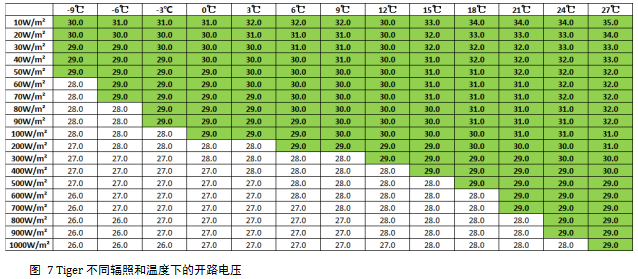 -9℃ -6℃ -3℃ 0℃ 3℃ 6℃ 9℃ 12℃ 15℃ 18℃ 21℃ 24℃ 27℃
10W/m² 30.0 31.0 31.0 31.0 32.0 32.0 32.0 30.0 33.0 34.0 34.0 34.0 35.0
20W/m² 30.0 30.0 30.0 30.0 31.0 31.0 31.0 30.0 32.0 33.0 33.0 33.0 34.0
30W/m² 29.0 29.0 30.0 30.0 30.0 30.0 31.0 31.0 31.0 32.0 32.0 33.0 33.0
40W/m² 29.0 29.0 29.0 30.0 30.0 30.0 30.0 31.0 31.0 32.0 32.0 32.0 33.0
50W/m² 29.0 29.0 29.0 29.0 30.0 30.0 30.0 30.0 31.0 31.0 32.0 32.0 32.0
60W/m² 28.0 29.0 29.0 29.0 30.0 30.0 30.0 30.0 31.0 31.0 31.0 32.0 32.0
70W/m² 28.0 29.0 29.0 29.0 29.0 30.0 30.0 30.0 31.0 31.0 31.0 32.0 32.0
80W/m² 28.0 28.0 29.0 29.0 29.0 30.0 30.0 30.0 30.0 31.0 31.0 31.0 32.0
90W/m² 28.0 28.0 29.0 29.0 29.0 29.0 30.0 30.0 30.0 31.0 31.0 31.0 32.0
100W/m² 28.0 28.0 28.0 29.0 29.0 29.0 30.0 30.0 30.0 30.0 31.0 31.0 31.0
200W/m² 27.0 28.0 28.0 28.0 28.0 29.0 29.0 29.0 29.0 30.0 30.0 30.0 31.0
300W/m² 27.0 27.0 27.0 28.0 28.0 28.0 28.0 29.0 29.0 29.0 29.0 30.0 30.0
400W/m² 27.0 27.0 27.0 27.0 28.0 28.0 28.0 28.0 29.0 29.0 29.0 30.0 30.0
500W/m² 27.0 27.0 27.0 27.0 27.0 28.0 28.0 28.0 28.0 29.0 29.0 29.0 29.0
600W/m² 26.0 27.0 27.0 27.0 27.0 28.0 28.0 28.0 28.0 28.0 29.0 29.0 29.0
700W/m² 26.0 27.0 27.0 27.0 27.0 27.0 28.0 28.0 28.0 28.0 29.0 29.0 29.0
800W/m² 26.0 26.0 27.0 27.0 27.0 27.0 27.0 28.0 28.0 28.0 28.0 29.0 29.0
900W/m² 26.0 26.0 27.0 27.0 27.0 27.0 27.0 28.0 28.0 28.0 28.0 29.0 29.0
1000W/m² 26.0 26.0 26.0 27.0 27.0 27.0 27.0 27.0 28.0 28.0 28.0 28.0 29.0
图 7 Tiger 不同辐照和温度下的开路电压